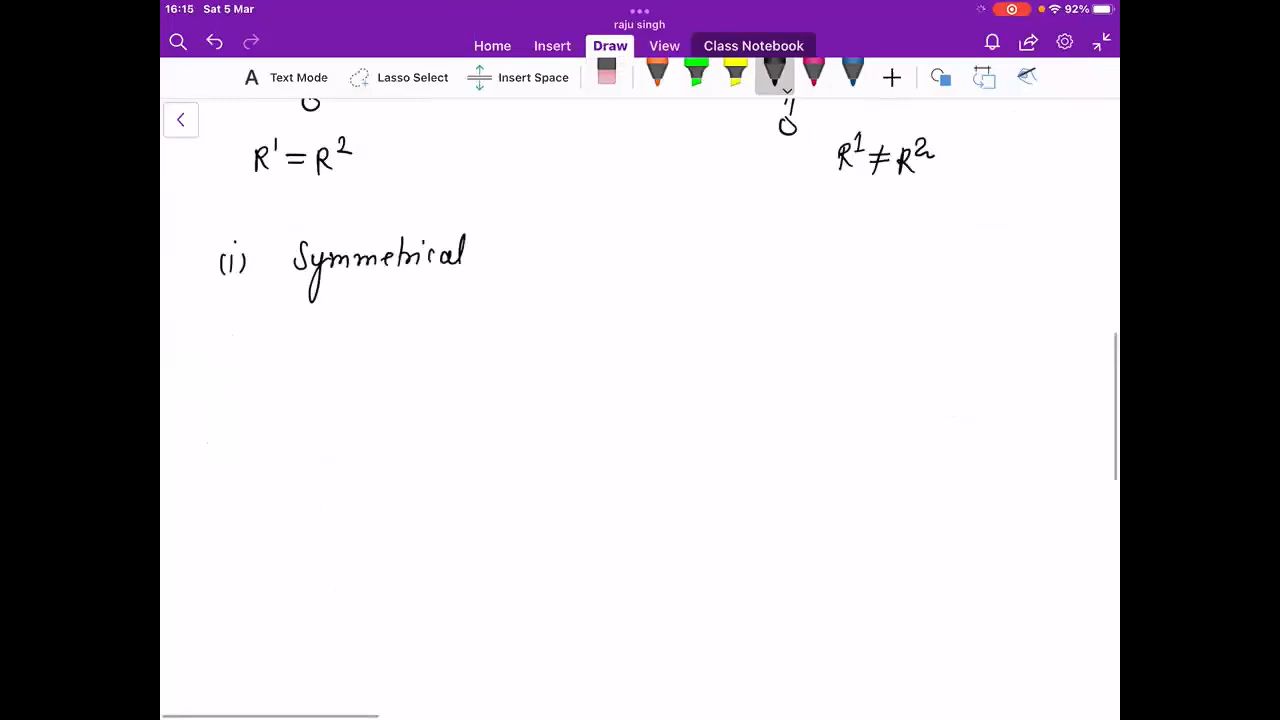 16:15 Sat 5 Mar 92%
raju singh
Home Insert Draw View Class Notebook
A Text Mode Lasso Select Insert Space
O O
R¹ = R² R¹ ≠ R²
(i) Symmetrical